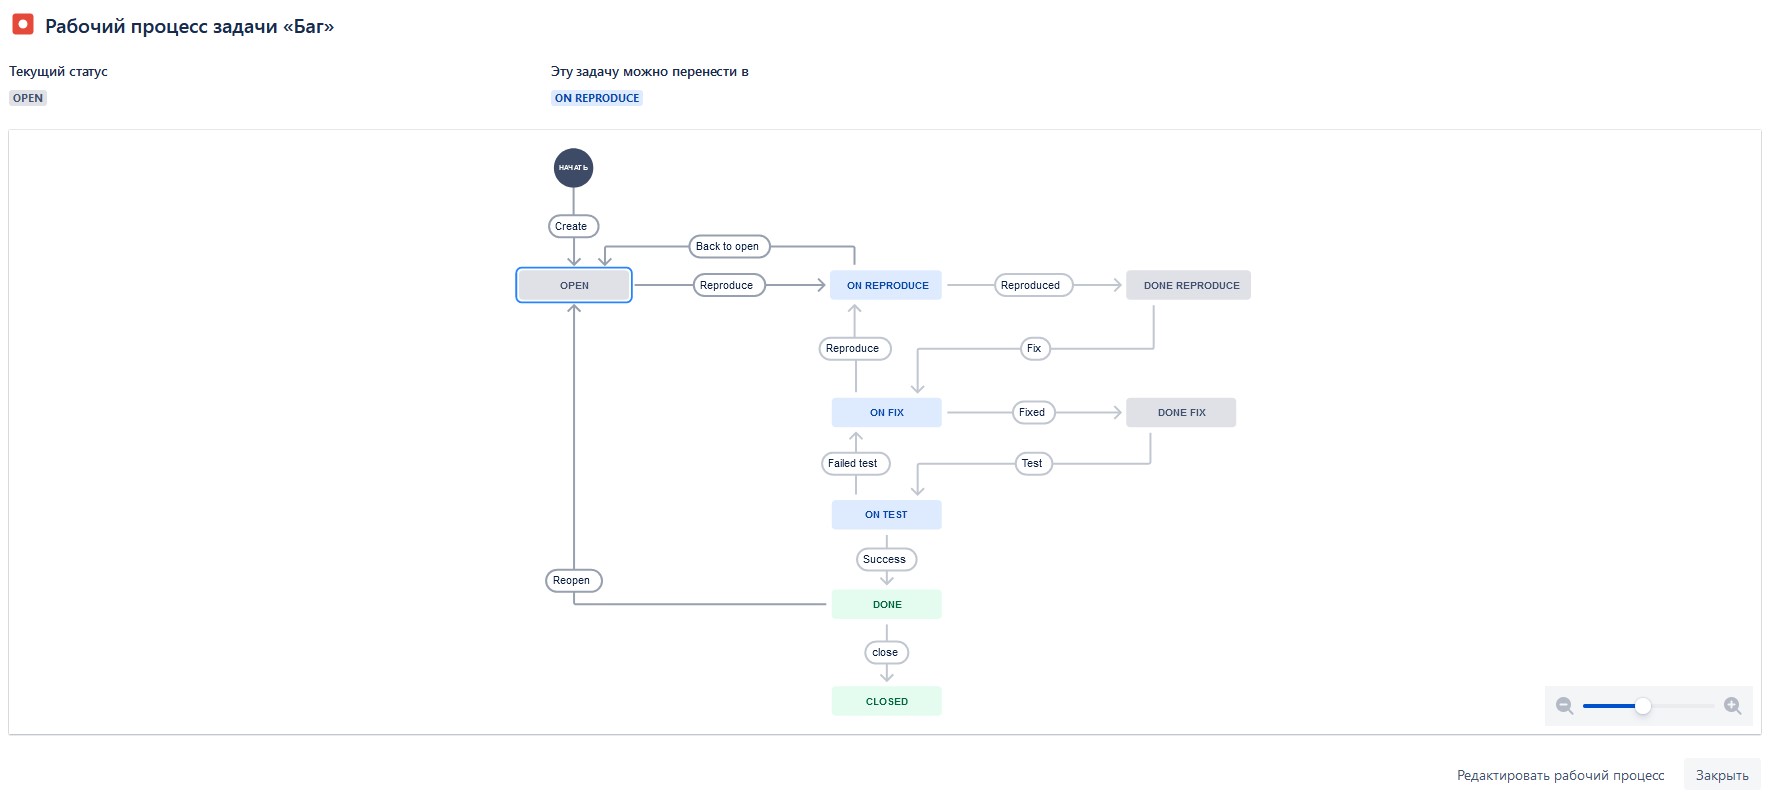 Рабочий процесс задачи «Баг»
Текущий статус
Эту задачу можно перенести в
OPEN
ON REPRODUCE
НАЧАТЬ
Create
Back to open
OPEN
Reproduce
ON REPRODUCE
Reproduced
DONE REPRODUCE
Reproduce
Fix
ON FIX
Fixed
DONE FIX
Failed test
Test
ON TEST
Success
Reopen
DONE
close
CLOSED
Редактировать рабочий процесс
Закрыть